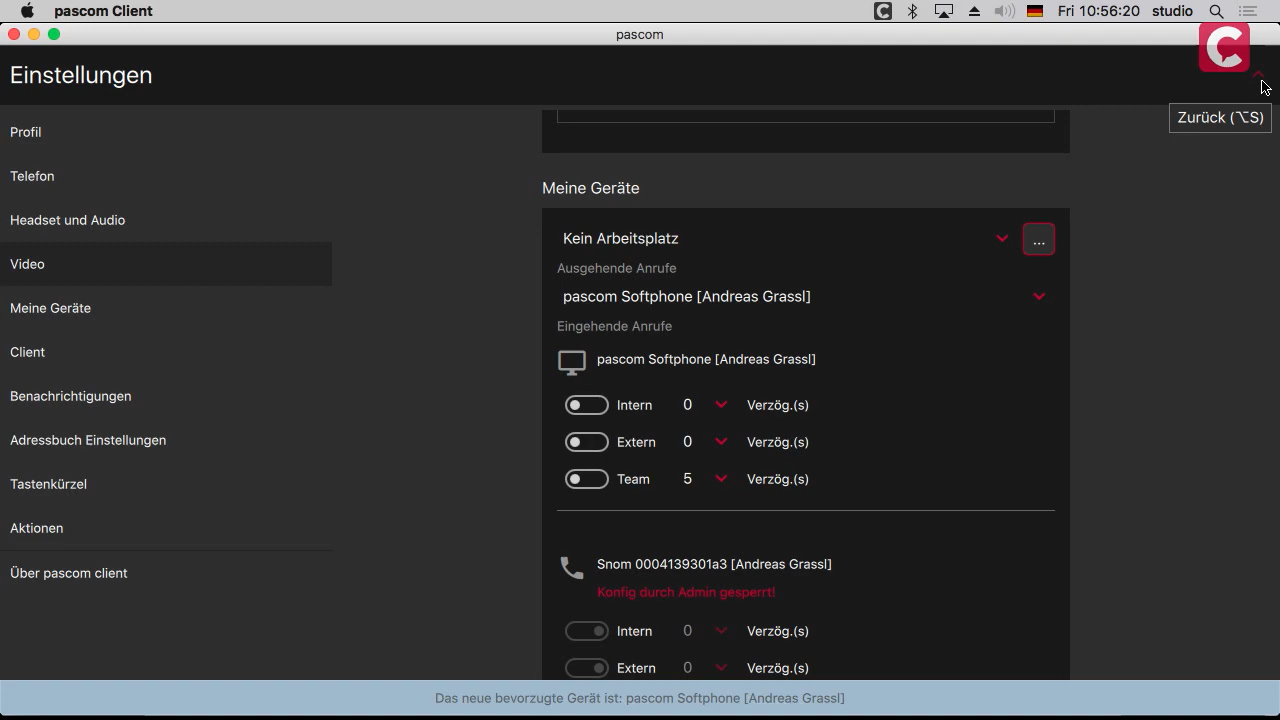 pascom Client
Fri 10:56:20 studio
pascom
Einstellungen
Zurück (⌥S)
Profil
Telefon
Headset und Audio
Video
Meine Geräte
Client
Benachrichtigungen
Adressbuch Einstellungen
Tastenkürzel
Aktionen
Über pascom client
Meine Geräte
Kein Arbeitsplatz
...
Ausgehende Anrufe
pascom Softphone [Andreas Grassl]
Eingehende Anrufe
pascom Softphone [Andreas Grassl]
Intern 0 Verzög.(s)
Extern 0 Verzög.(s)
Team 5 Verzög.(s)
Snom 0004139301a3 [Andreas Grassl]
Konfig durch Admin gesperrt!
Intern 0 Verzög.(s)
Extern 0 Verzög.(s)
Das neue bevorzugte Gerät ist: pascom Softphone [Andreas Grassl]